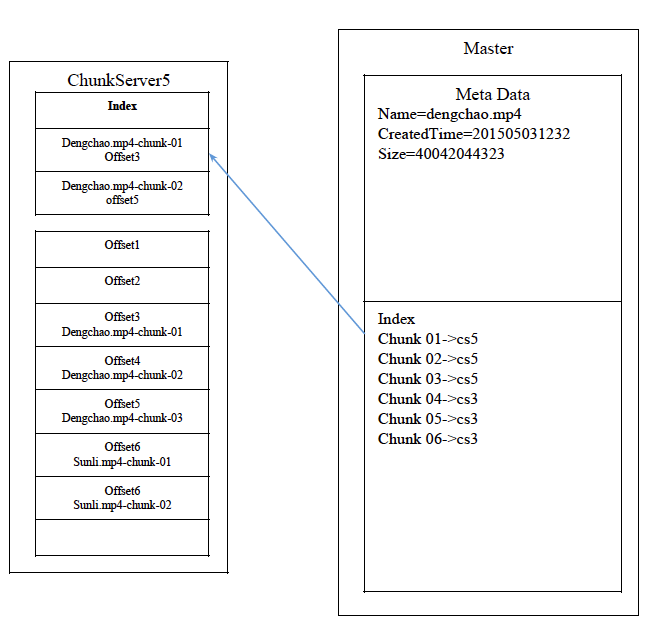 ChunkServer5
Index
Dengchao.mp4-chunk-01
Offset3
Dengchao.mp4-chunk-02
offset5
Offset1
Offset2
Offset3
Dengchao.mp4-chunk-01
Offset4
Dengchao.mp4-chunk-02
Offset5
Dengchao.mp4-chunk-03
Offset6
Sunli.mp4-chunk-01
Offset6
Sunli.mp4-chunk-02
Master
Meta Data
Name=dengchao.mp4
CreatedTime=201505031232
Size=40042044323
Index
Chunk 01->cs5
Chunk 02->cs5
Chunk 03->cs5
Chunk 04->cs3
Chunk 05->cs3
Chunk 06->cs3